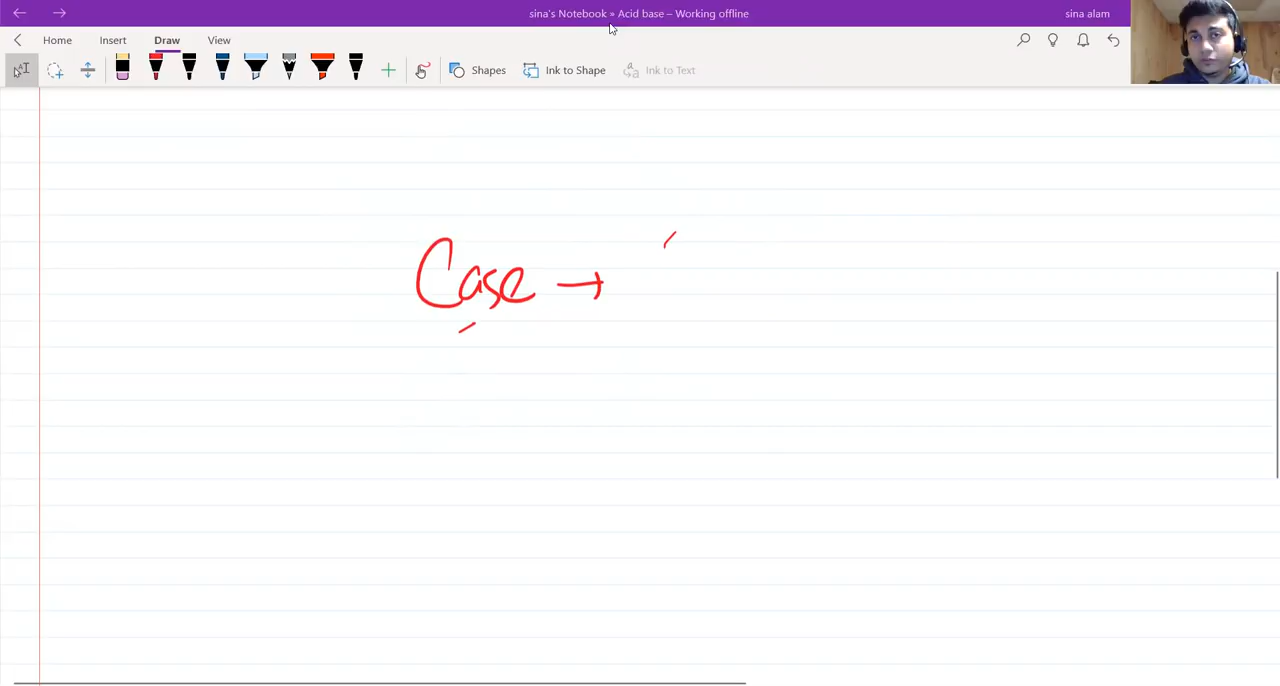 sina's Notebook » Acid base – Working offline
sina alam
Home Insert Draw View
Shapes Ink to Shape Ink to Text
Case →